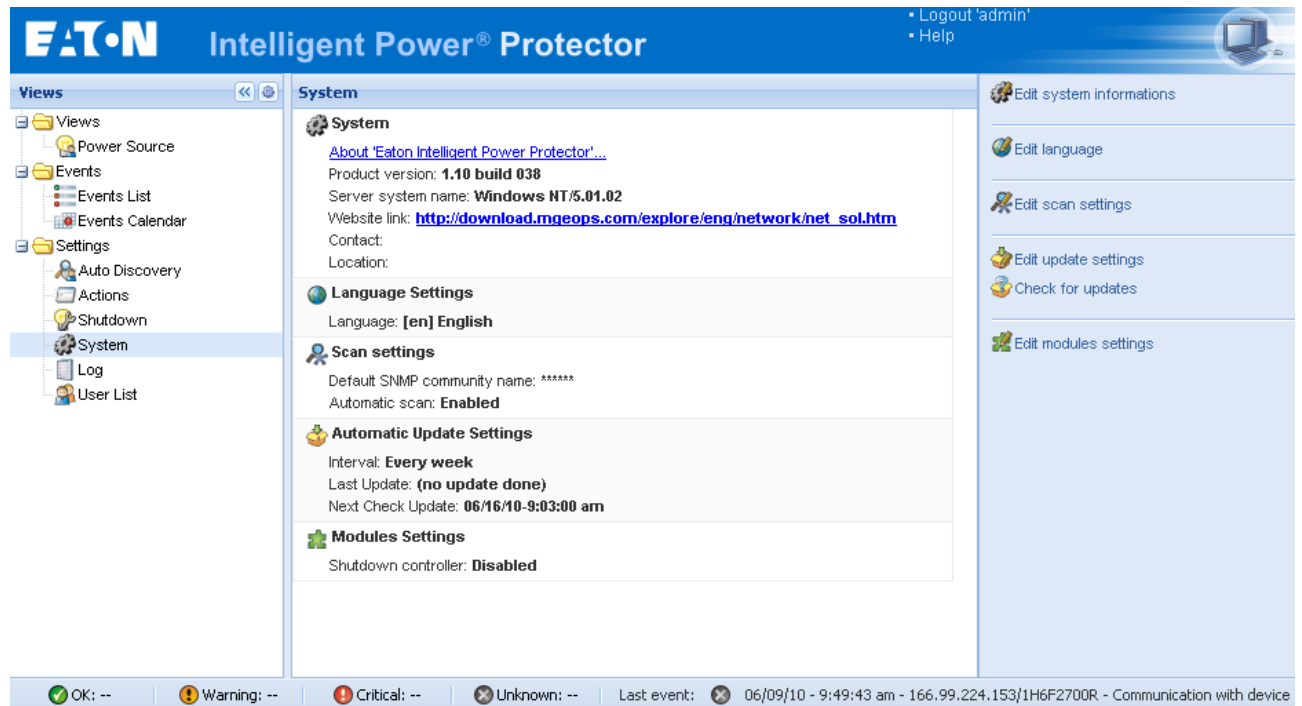 EATON Intelligent Power® Protector
▪ Logout 'admin'
▪ Help
Views
Views
Power Source
Events
Events List
Events Calendar
Settings
Auto Discovery
Actions
Shutdown
System
Log
User List
System
System
About 'Eaton Intelligent Power Protector'...
Product version: 1.10 build 038
Server system name: Windows NT/5.01.02
Website link: http://download.mgeops.com/explore/eng/network/net_sol.htm
Contact:
Location:
Language Settings
Language: [en] English
Scan settings
Default SNMP community name: ******
Automatic scan: Enabled
Automatic Update Settings
Interval: Every week
Last Update: (no update done)
Next Check Update: 06/16/10-9:03:00 am
Modules Settings
Shutdown controller: Disabled
Edit system informations
Edit language
Edit scan settings
Edit update settings
Check for updates
Edit modules settings
OK: -- Warning: -- Critical: -- Unknown: -- Last event: 06/09/10 - 9:49:43 am - 166.99.224.153/1H6F2700R - Communication with device